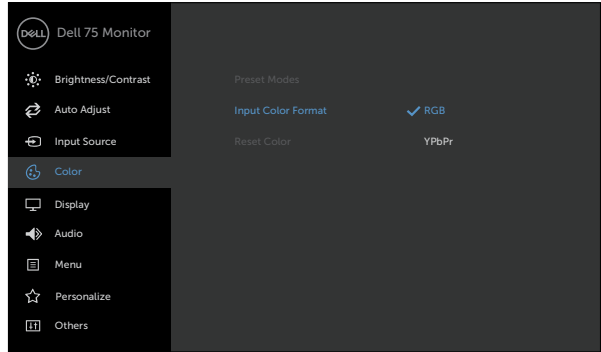 DELL Dell 75 Monitor
Brightness/Contrast
Auto Adjust
Input Source
Color
Display
Audio
Menu
Personalize
Others
Preset Modes
Input Color Format
Reset Color
RGB
YPbPr